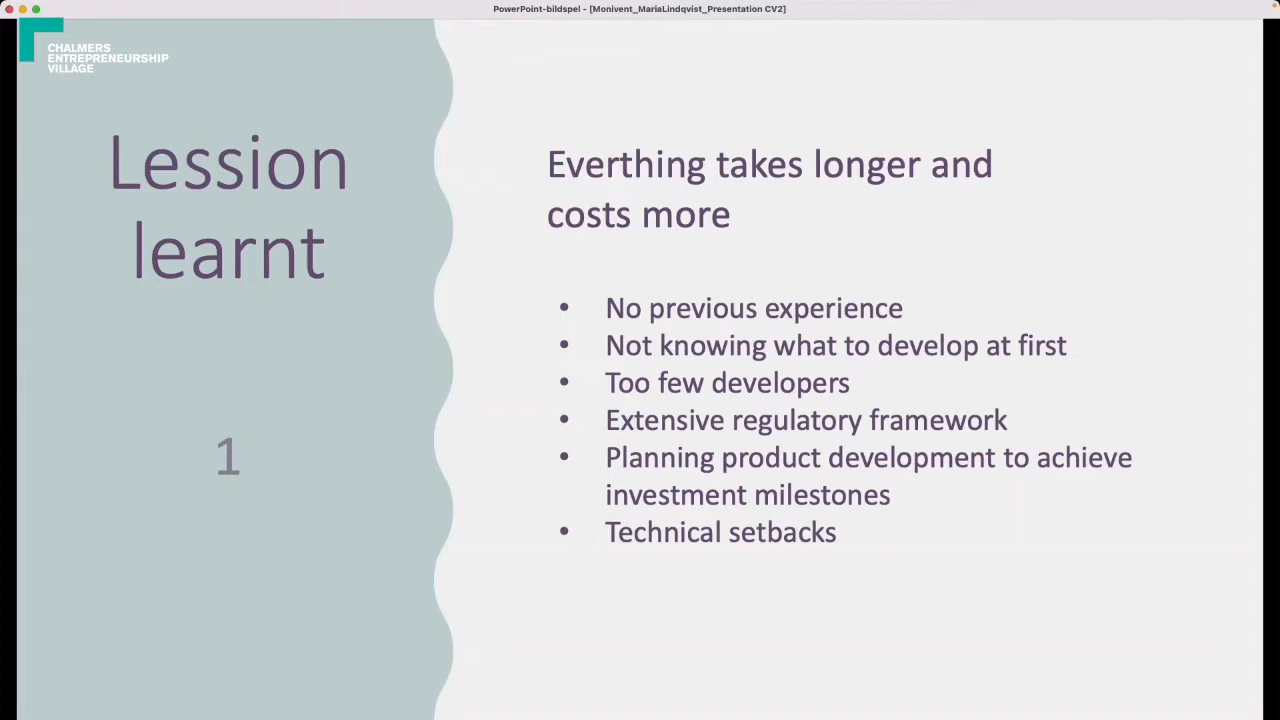 PowerPoint-bildspel - [Monivent_MariaLindqvist_Presentation CV2]
CHALMERS
ENTREPRENEURSHIP
VILLAGE
Lession
learnt
1
Everthing takes longer and
costs more
• No previous experience
• Not knowing what to develop at first
• Too few developers
• Extensive regulatory framework
• Planning product development to achieve
investment milestones
• Technical setbacks